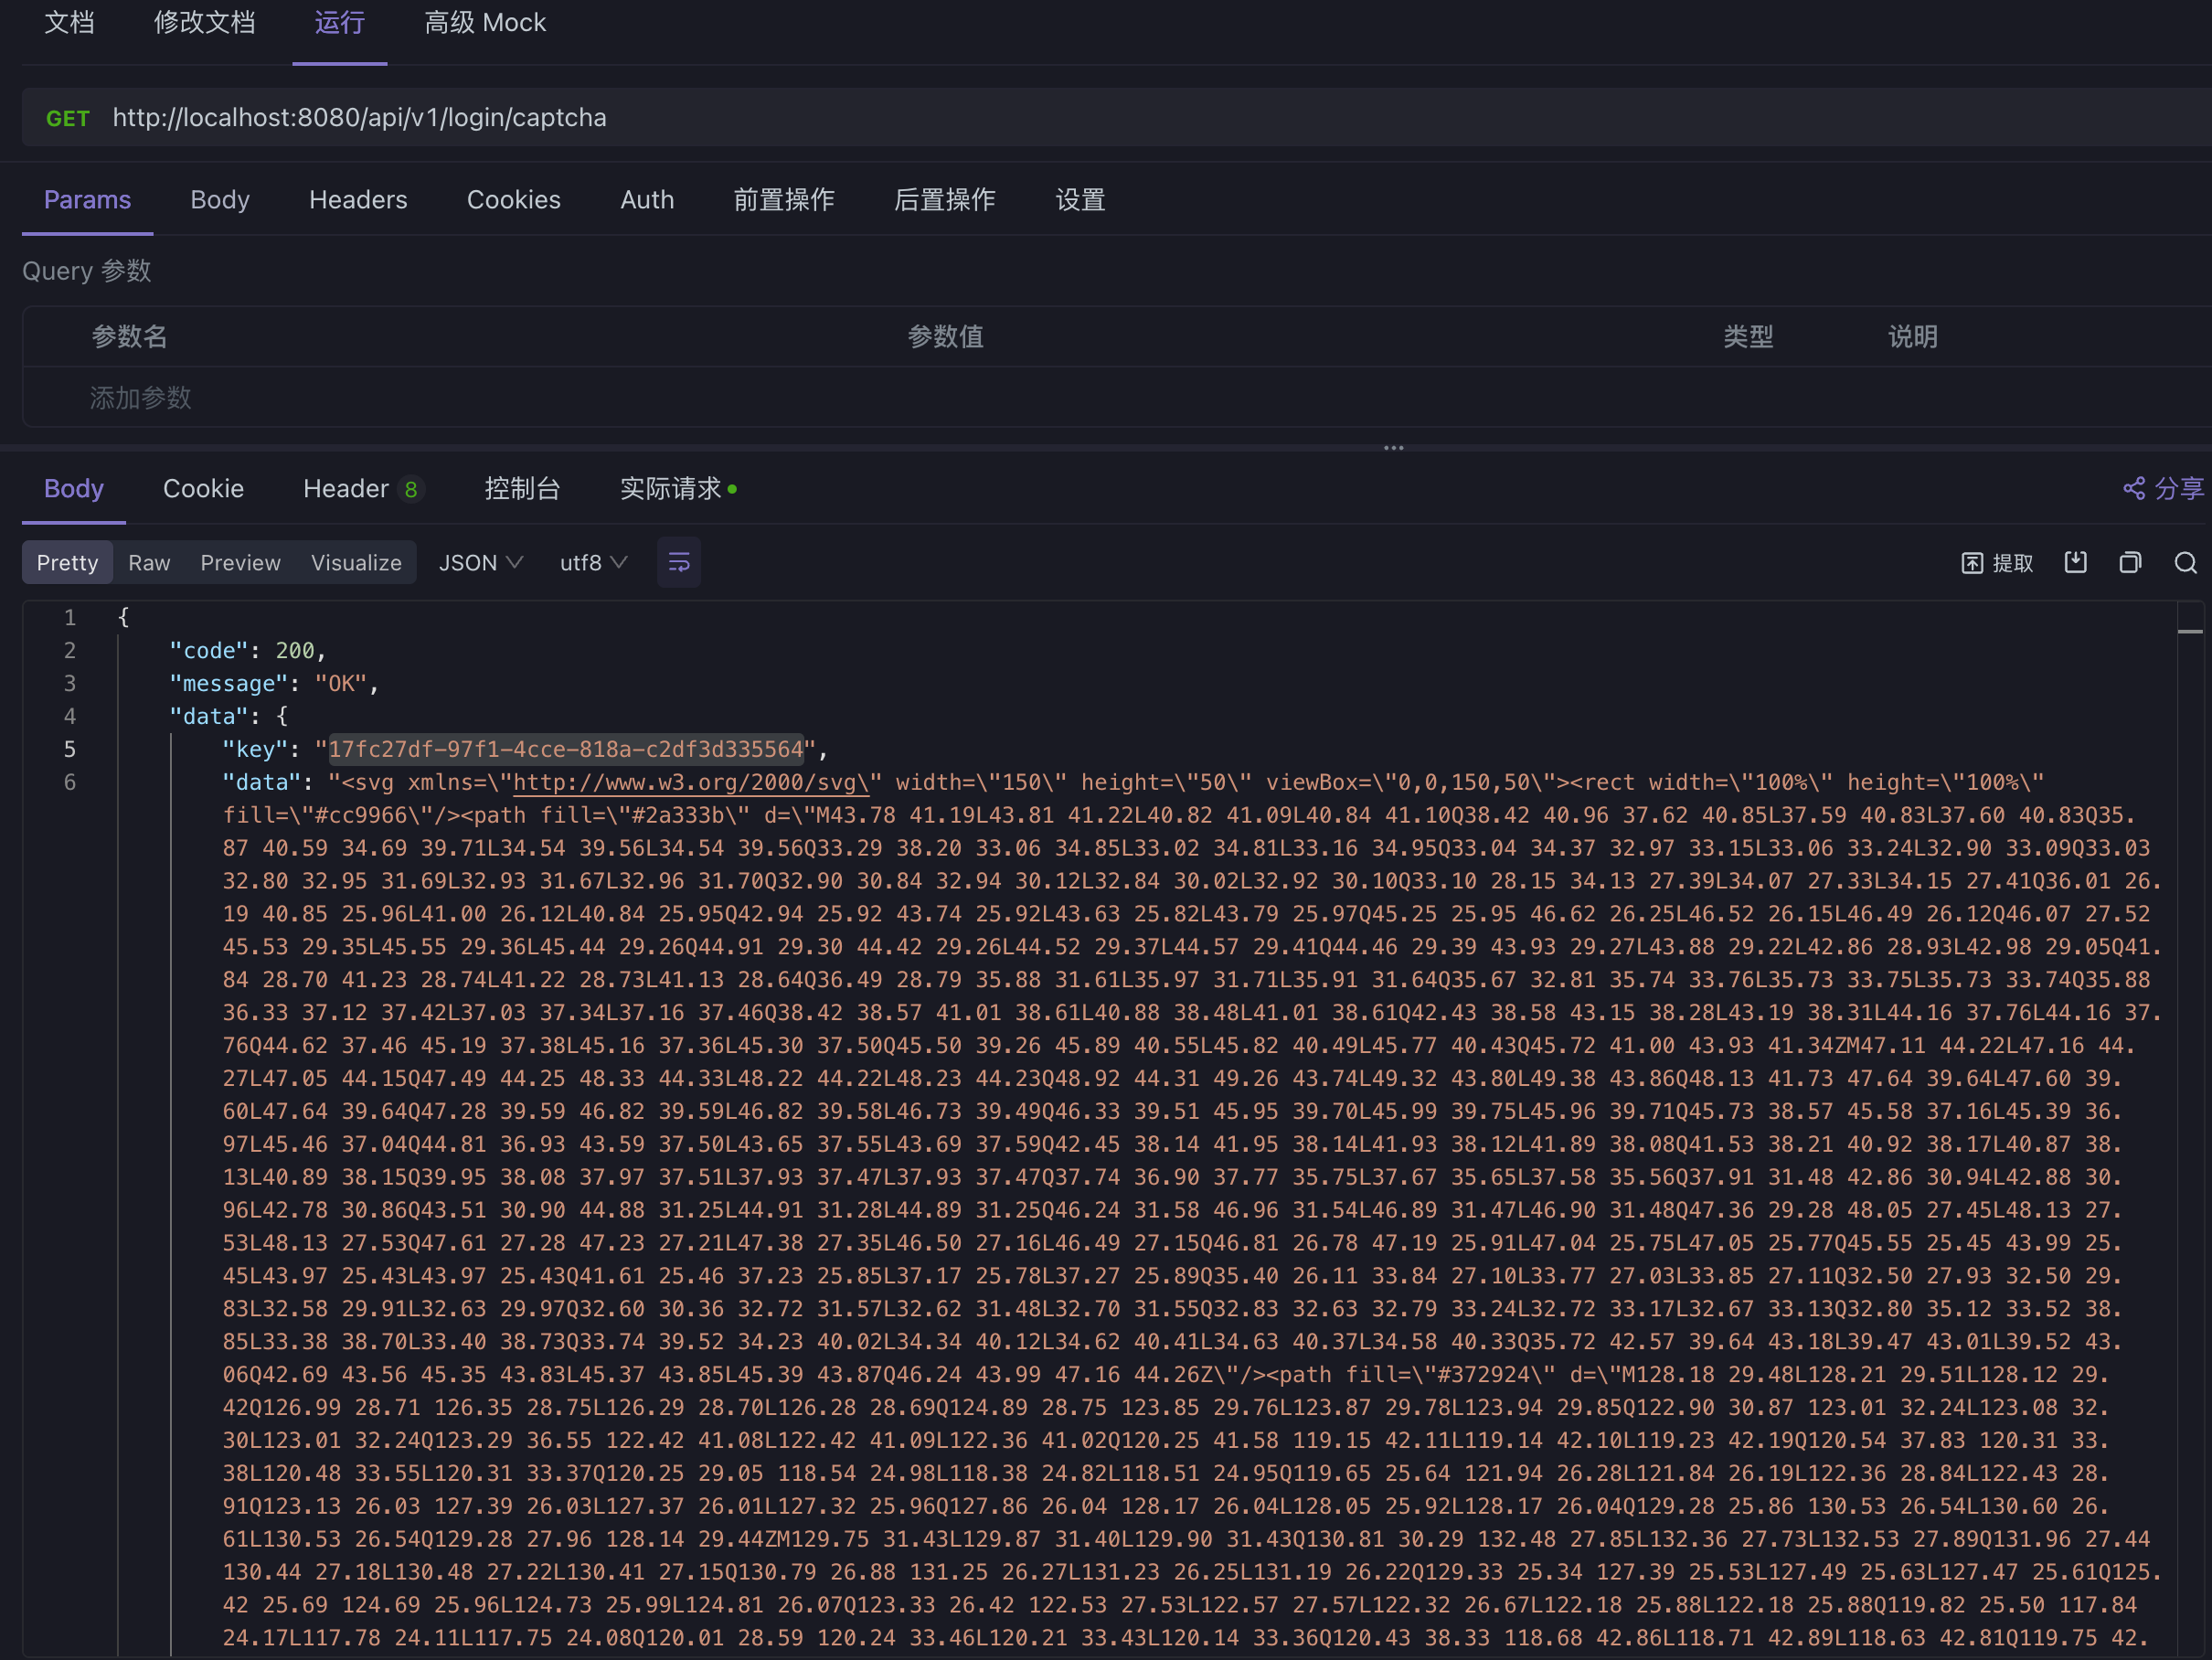 文档 修改文档 运行 高级 Mock
GET http://localhost:8080/api/v1/login/captcha
Params Body Headers Cookies Auth 前置操作 后置操作 设置
Query 参数
参数名 参数值 类型 说明
添加参数
Body Cookie Header 8 控制台 实际请求 分享
Pretty Raw Preview Visualize JSON utf8 提取
1 {
2 "code": 200,
3 "message": "OK",
4 "data": {
5 "key": "17fc27df-97f1-4cce-818a-c2df3d335564",
6 "data": "<svg xmlns=\"http://www.w3.org/2000/svg\" width=\"150\" height=\"50\" viewBox=\"0,0,150,50\"><rect width=\"100%\" height=\"100%\"
fill=\"#cc9966\"/><path fill=\"#2a333b\" d=\"M43.78 41.19L43.81 41.22L40.82 41.09L40.84 41.10Q38.42 40.96 37.62 40.85L37.59 40.83L37.60 40.83Q35.
87 40.59 34.69 39.71L34.54 39.56L34.54 39.56Q33.29 38.20 33.06 34.85L33.02 34.81L33.16 34.95Q33.04 34.37 32.97 33.15L33.06 33.24L32.90 33.09Q33.03
32.80 32.95 31.69L32.93 31.67L32.96 31.70Q32.90 30.84 32.94 30.12L32.84 30.02L32.92 30.10Q33.10 28.15 34.13 27.39L34.07 27.33L34.15 27.41Q36.01 26.
19 40.85 25.96L41.00 26.12L40.84 25.95Q42.94 25.92 43.74 25.92L43.63 25.82L43.79 25.97Q45.25 25.95 46.62 26.25L46.52 26.15L46.49 26.12Q46.07 27.52
45.53 29.35L45.55 29.36L45.44 29.26Q44.91 29.30 44.42 29.26L44.52 29.37L44.57 29.41Q44.46 29.39 43.93 29.27L43.88 29.22L42.86 28.93L42.98 29.05Q41.
84 28.70 41.23 28.74L41.22 28.73L41.13 28.64Q36.49 28.79 35.88 31.61L35.97 31.71L35.91 31.64Q35.67 32.81 35.74 33.76L35.73 33.75L35.73 33.74Q35.88
36.33 37.12 37.42L37.03 37.34L37.16 37.46Q38.42 38.57 41.01 38.61L40.88 38.48L41.01 38.61Q42.43 38.58 43.15 38.28L43.19 38.31L44.16 37.76L44.16 37.
76Q44.62 37.46 45.19 37.38L45.16 37.36L45.30 37.50Q45.50 39.26 45.89 40.55L45.82 40.49L45.77 40.43Q45.72 41.00 43.93 41.34ZM47.11 44.22L47.16 44.
27L47.05 44.15Q47.49 44.25 48.33 44.33L48.22 44.22L48.23 44.23Q48.92 44.31 49.26 43.74L49.32 43.80L49.38 43.86Q48.13 41.73 47.64 39.64L47.60 39.
60L47.64 39.64Q47.28 39.59 46.82 39.59L46.82 39.58L46.73 39.49Q46.33 39.51 45.95 39.70L45.99 39.75L45.96 39.71Q45.73 38.57 45.58 37.16L45.39 36.
97L45.46 37.04Q44.81 36.93 43.59 37.50L43.65 37.55L43.69 37.59Q42.45 38.14 41.95 38.14L41.93 38.12L41.89 38.08Q41.53 38.21 40.92 38.17L40.87 38.
13L40.89 38.15Q39.95 38.08 37.97 37.51L37.93 37.47L37.93 37.47Q37.74 36.90 37.77 35.75L37.67 35.65L37.58 35.56Q37.91 31.48 42.86 30.94L42.88 30.
96L42.78 30.86Q43.51 30.90 44.88 31.25L44.91 31.28L44.89 31.25Q46.24 31.58 46.96 31.54L46.89 31.47L46.90 31.48Q47.36 29.28 48.05 27.45L48.13 27.
53L48.13 27.53Q47.61 27.28 47.23 27.21L47.38 27.35L46.50 27.16L46.49 27.15Q46.81 26.78 47.19 25.91L47.04 25.75L47.05 25.77Q45.55 25.45 43.99 25.
45L43.97 25.43L43.97 25.43Q41.61 25.46 37.23 25.85L37.17 25.78L37.27 25.89Q35.40 26.11 33.84 27.10L33.77 27.03L33.85 27.11Q32.50 27.93 32.50 29.
83L32.58 29.91L32.63 29.97Q32.60 30.36 32.72 31.57L32.62 31.48L32.70 31.55Q32.83 32.63 32.79 33.24L32.72 33.17L32.67 33.13Q32.80 35.12 33.52 38.
85L33.38 38.70L33.40 38.73Q33.74 39.52 34.23 40.02L34.34 40.12L34.62 40.41L34.63 40.37L34.58 40.33Q35.72 42.57 39.64 43.18L39.47 43.01L39.52 43.
06Q42.69 43.56 45.35 43.83L45.37 43.85L45.39 43.87Q46.24 43.99 47.16 44.26Z\"/><path fill=\"#372924\" d=\"M128.18 29.48L128.21 29.51L128.12 29.
42Q126.99 28.71 126.35 28.75L126.29 28.70L126.28 28.69Q124.89 28.75 123.85 29.76L123.87 29.78L123.94 29.85Q122.90 30.87 123.01 32.24L123.08 32.
30L123.01 32.24Q123.29 36.55 122.42 41.08L122.42 41.09L122.36 41.02Q120.25 41.58 119.15 42.11L119.14 42.10L119.23 42.19Q120.54 37.83 120.31 33.
38L120.48 33.55L120.31 33.37Q120.25 29.05 118.54 24.98L118.38 24.82L118.51 24.95Q119.65 25.64 121.94 26.28L121.84 26.19L122.36 28.84L122.43 28.
91Q123.13 26.03 127.39 26.03L127.37 26.01L127.32 25.96Q127.86 26.04 128.17 26.04L128.05 25.92L128.17 26.04Q129.28 25.86 130.53 26.54L130.60 26.
61L130.53 26.54Q129.28 27.96 128.14 29.44ZM129.75 31.43L129.87 31.40L129.90 31.43Q130.81 30.29 132.48 27.85L132.36 27.73L132.53 27.89Q131.96 27.44
130.44 27.18L130.48 27.22L130.41 27.15Q130.79 26.88 131.25 26.27L131.23 26.25L131.19 26.22Q129.33 25.34 127.39 25.53L127.49 25.63L127.47 25.61Q125.
42 25.69 124.69 25.96L124.73 25.99L124.81 26.07Q123.33 26.42 122.53 27.53L122.57 27.57L122.32 26.67L122.18 25.88L122.18 25.88Q119.82 25.50 117.84
24.17L117.78 24.11L117.75 24.08Q120.01 28.59 120.24 33.46L120.21 33.43L120.14 33.36Q120.43 38.33 118.68 42.86L118.71 42.89L118.63 42.81Q119.75 42.